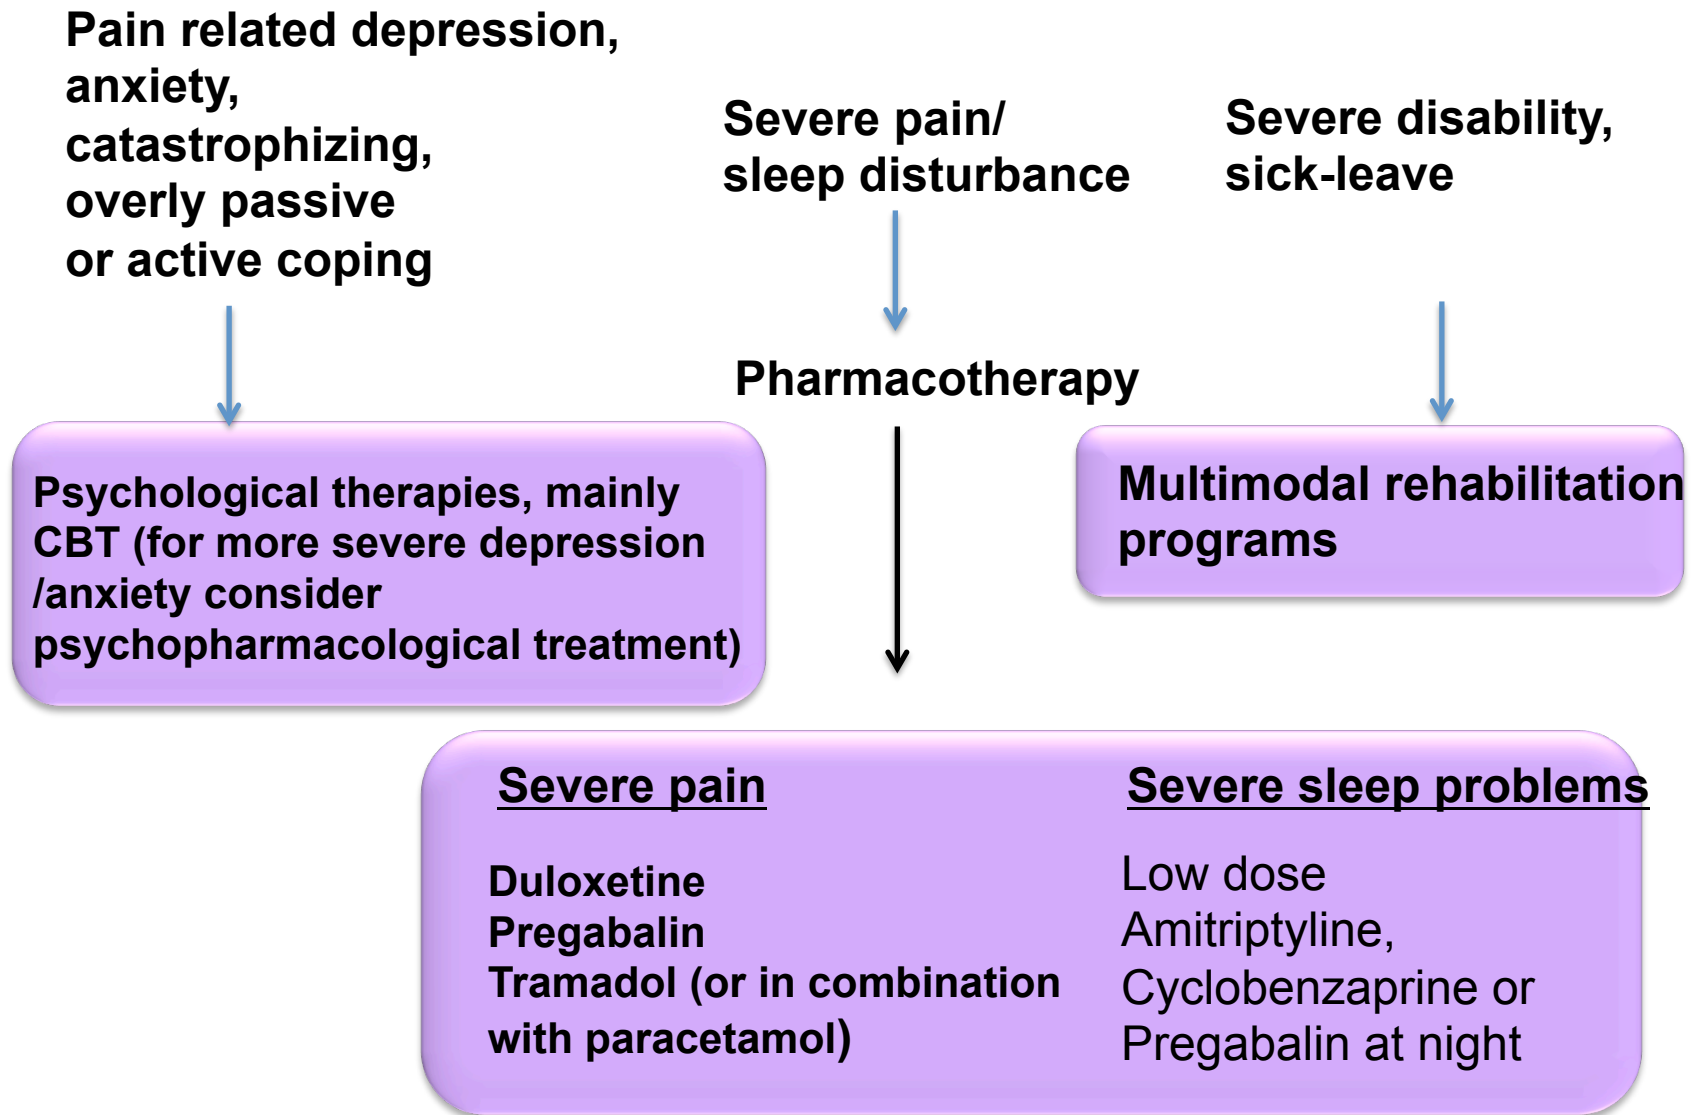 Pain related depression,
anxiety,
catastrophizing,
overly passive
or active coping
Severe pain/
sleep disturbance
Severe disability,
sick-leave
Pharmacotherapy
Psychological therapies, mainly
CBT (for more severe depression
/anxiety consider
psychopharmacological treatment)
Multimodal rehabilitation
programs
Severe pain
Duloxetine
Pregabalin
Tramadol (or in combination
with paracetamol)
Severe sleep problems
Low dose
Amitriptyline,
Cyclobenzaprine or
Pregabalin at night